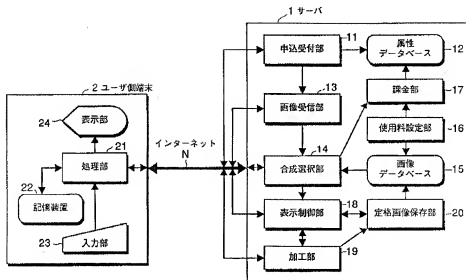 1 サーバ
11
申込受付部
属性
データベース
12
2 ユーザ側端末
13
画像受信部
課金部
17
24
表示部
インターネット
N
14
使用料設定部
16
21
処理部
合成選択部
画像
データベース
15
22
記憶装置
18
表示制御部
定格画像保存部
20
23
入力部
加工部
19